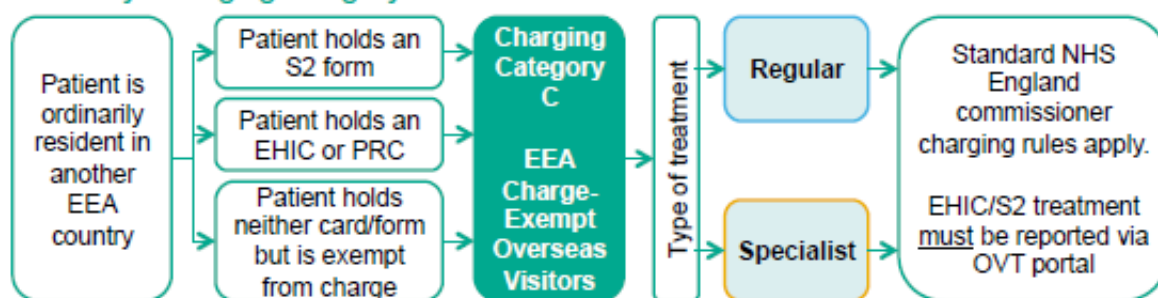 Patient is
ordinarily
resident in
another
EEA
country
Patient holds an
S2 form
Patient holds an
EHIC or PRC
Patient holds
neither card/form
but is exempt
from charge
Charging
Category
C
EEA
Charge-
Exempt
Overseas
Visitors
Type of treatment
Regular
Specialist
Standard NHS
England
commissioner
charging rules apply.
EHIC/S2 treatment
must be reported via
OVT portal